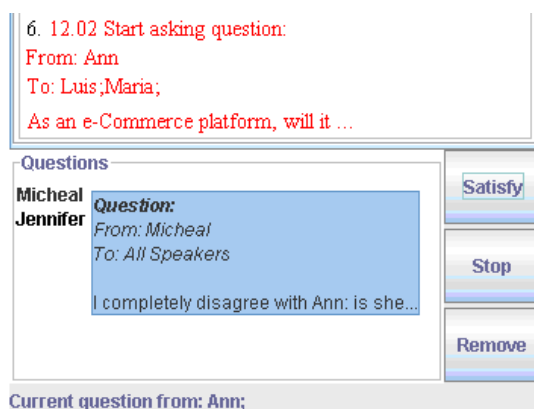 6. 12.02 Start asking question:
From: Ann
To: Luis;Maria;
As an e-Commerce platform, will it ...
Questions
Micheal
Jennifer
Question:
From: Micheal
To: All Speakers
I completely disagree with Ann: is she...
Satisfy
Stop
Remove
Current question from: Ann;